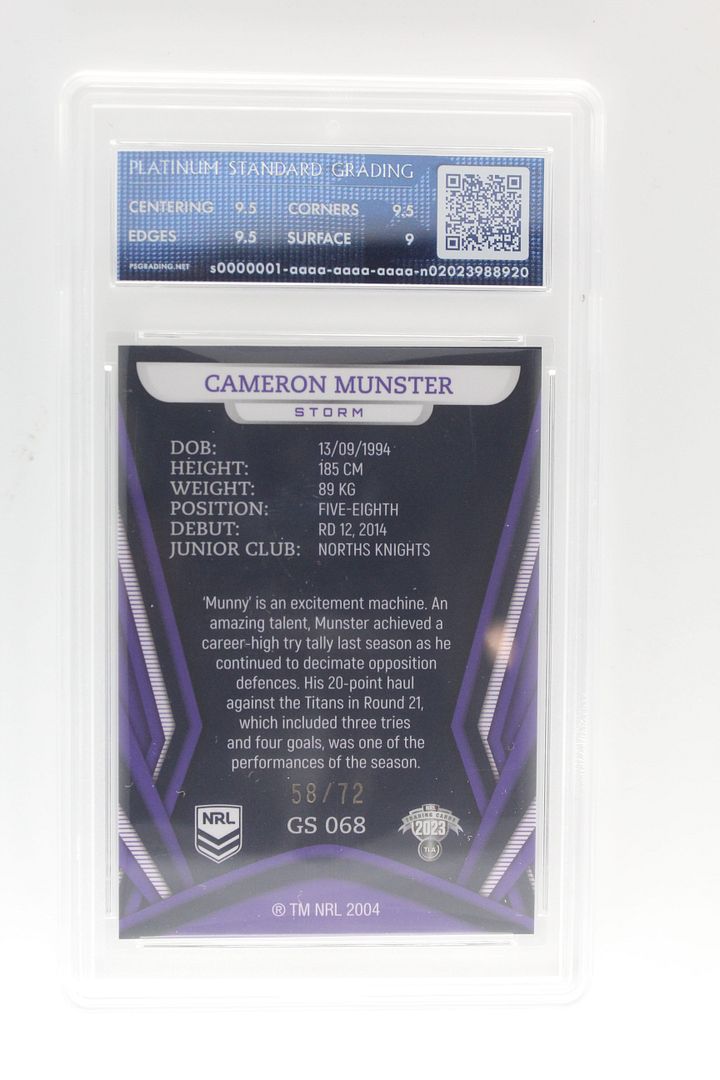 PLATINUM STANDARD GRADING
CENTERING 9.5 CORNERS 9.5
EDGES 9.5 SURFACE 9
PSGRADING.NET s0000001-aaaa-aaaa-aaaa-n02023988920
CAMERON MUNSTER
STORM
DOB: 13/09/1994
HEIGHT: 185 CM
WEIGHT: 89 KG
POSITION: FIVE-EIGHTH
DEBUT: RD 12, 2014
JUNIOR CLUB: NORTHS KNIGHTS
‘Munny’ is an excitement machine. An
amazing talent, Munster achieved a
career-high try tally last season as he
continued to decimate opposition
defences. His 20-point haul
against the Titans in Round 21,
which included three tries
and four goals, was one of the
performances of the season.
58/72
NRL
GS 068
NRL
TRADING CARDS
2023
TLA
® TM NRL 2004